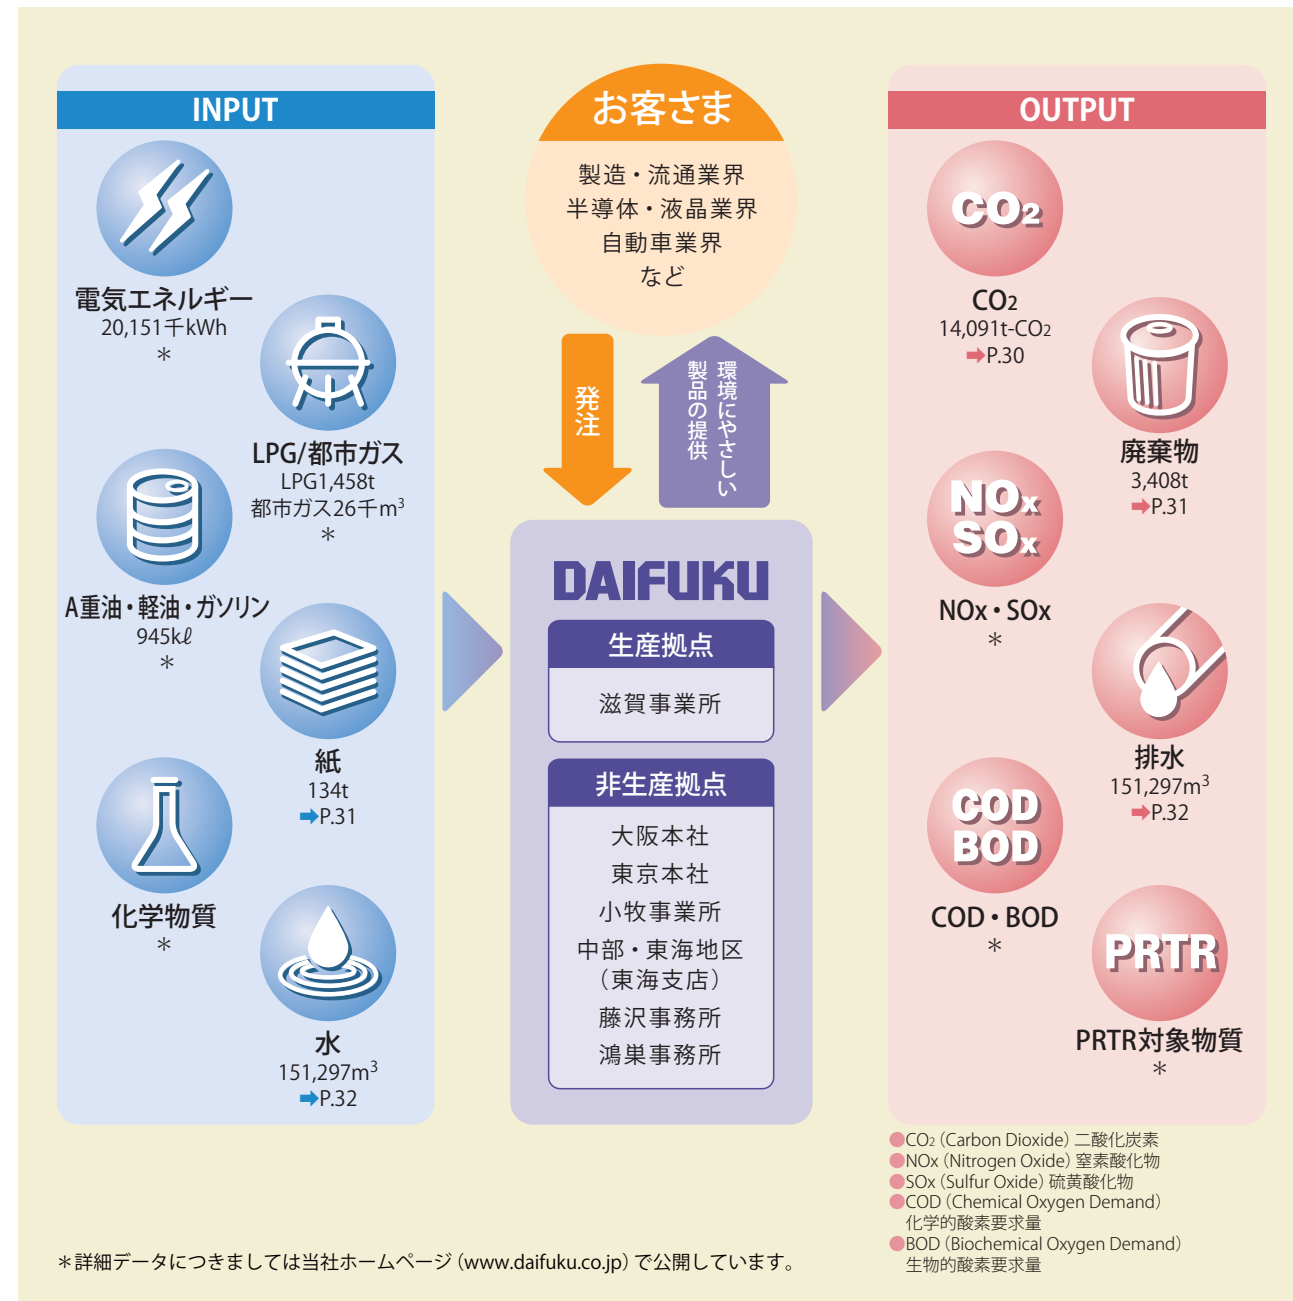 INPUT
電気エネルギー
20,151千kWh
＊
LPG/都市ガス
LPG1,458t
都市ガス26千m³
＊
A重油・軽油・ガソリン
945kℓ
＊
紙
134t
➡P.31
化学物質
＊
水
151,297m³
➡P.32
お客さま
製造・流通業界
半導体・液晶業界
自動車業界
など
発注
環境にやさしい
製品の提供
DAIFUKU
生産拠点
滋賀事業所
非生産拠点
大阪本社
東京本社
小牧事業所
中部・東海地区
（東海支店）
藤沢事務所
鴻巣事務所
OUTPUT
CO₂
CO₂
14,091t-CO₂
➡P.30
廃棄物
3,408t
➡P.31
NOx
SOx
NOx・SOx
＊
排水
151,297m³
➡P.32
COD
BOD
COD・BOD
＊
PRTR
PRTR対象物質
＊
●CO₂（Carbon Dioxide）二酸化炭素
●NOx（Nitrogen Oxide）窒素酸化物
●SOx（Sulfur Oxide）硫黄酸化物
●COD（Chemical Oxygen Demand）
化学的酸素要求量
●BOD（Biochemical Oxygen Demand）
生物的酸素要求量
＊詳細データにつきましては当社ホームページ（www.daifuku.co.jp）で公開しています。